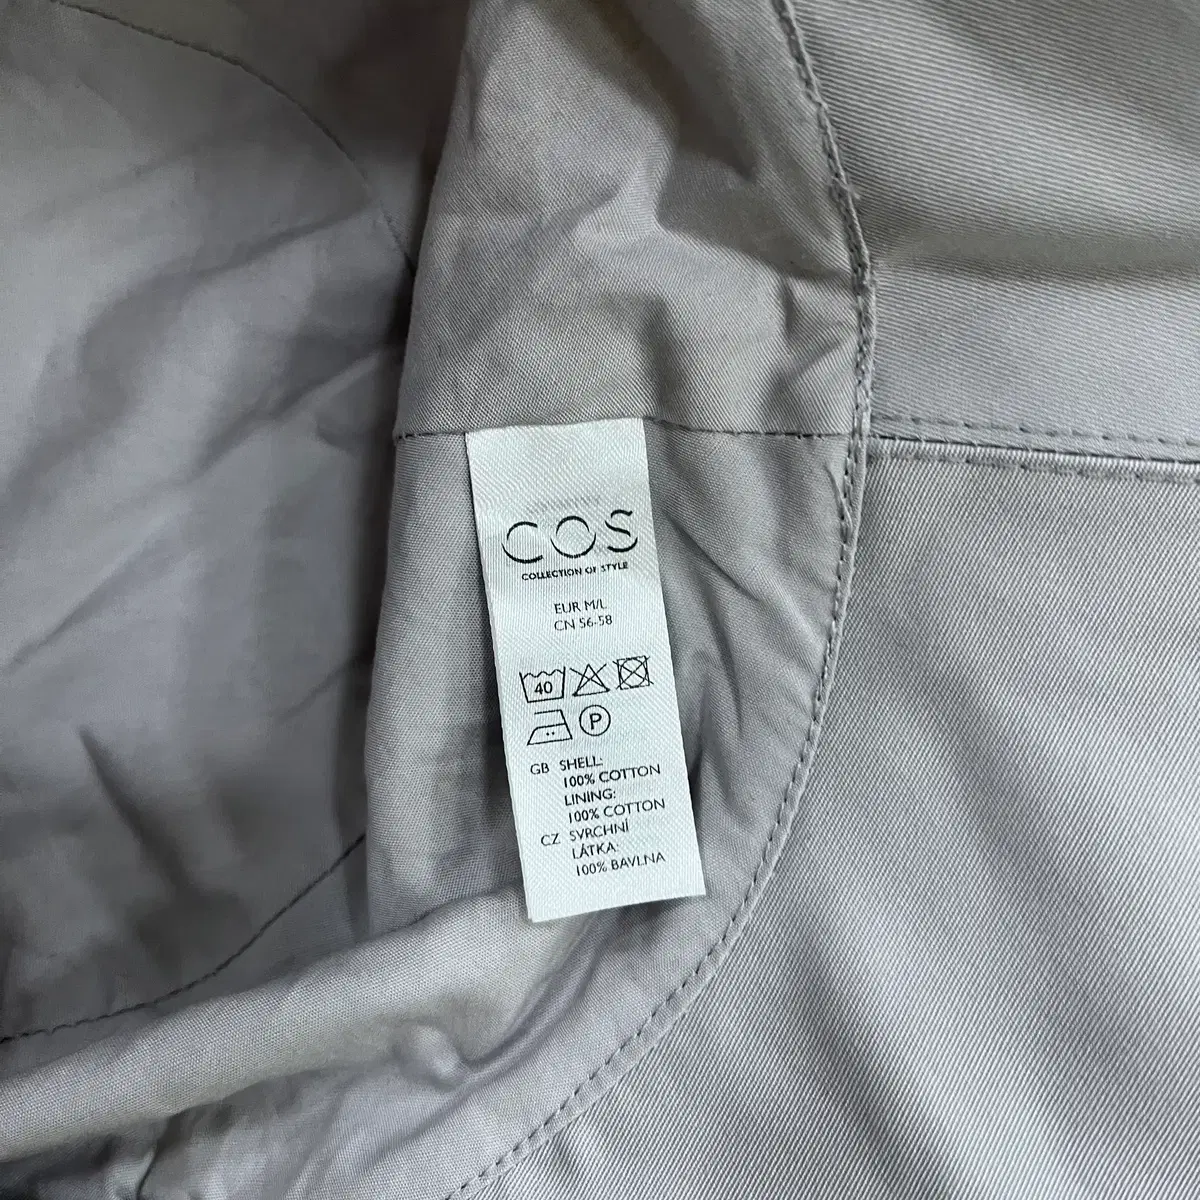 COS
COLLECTION OF STYLE
EUR M/L
CN 56-58
40
P
GB SHELL:
100% COTTON
LINING:
100% COTTON
CZ SVRCHNÍ
LÁTKA:
100% BAVLNA